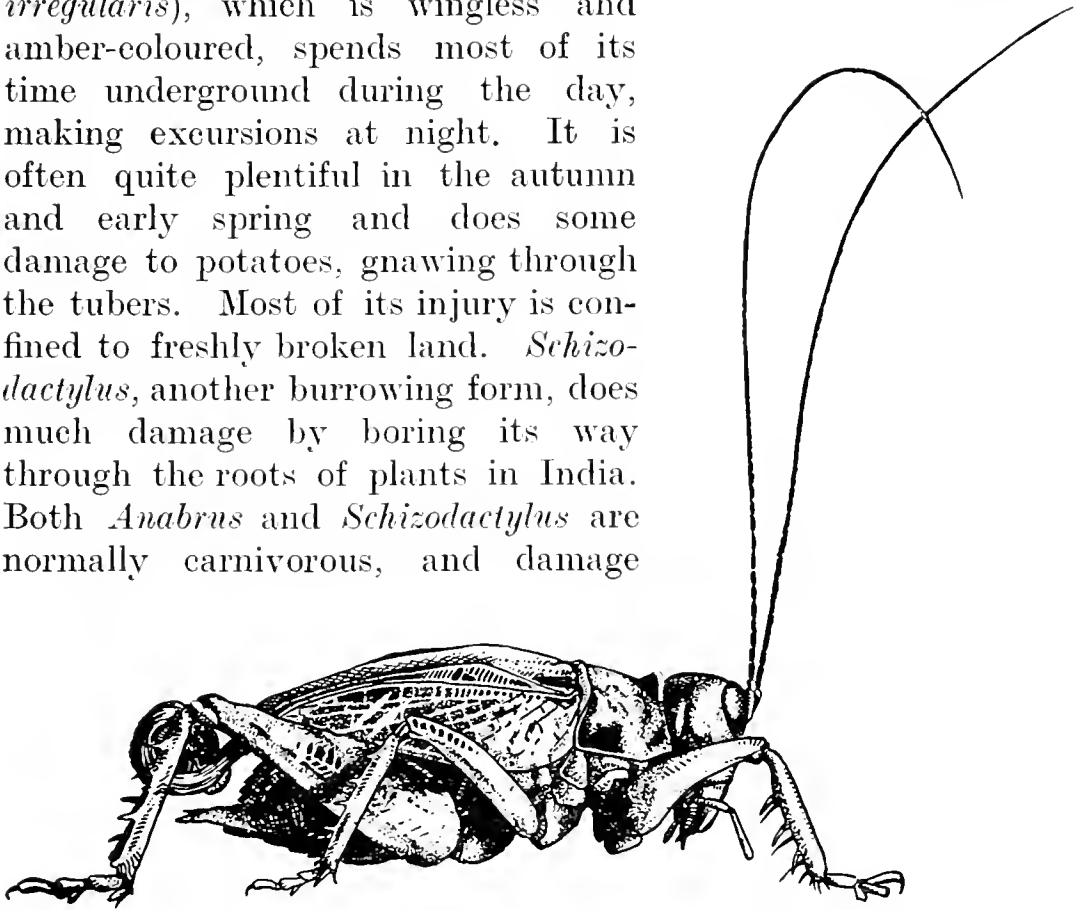 irregularis), which is wingless and
amber-coloured, spends most of its
time underground during the day,
making excursions at night. It is
often quite plentiful in the autumn
and early spring and does some
damage to potatoes, gnawing through
the tubers. Most of its injury is con-
fined to freshly broken land. Schizo-
dactylus, another burrowing form, does
much damage by boring its way
through the roots of plants in India.
Both Anabrus and Schizodactylus are
normally carnivorous, and damage